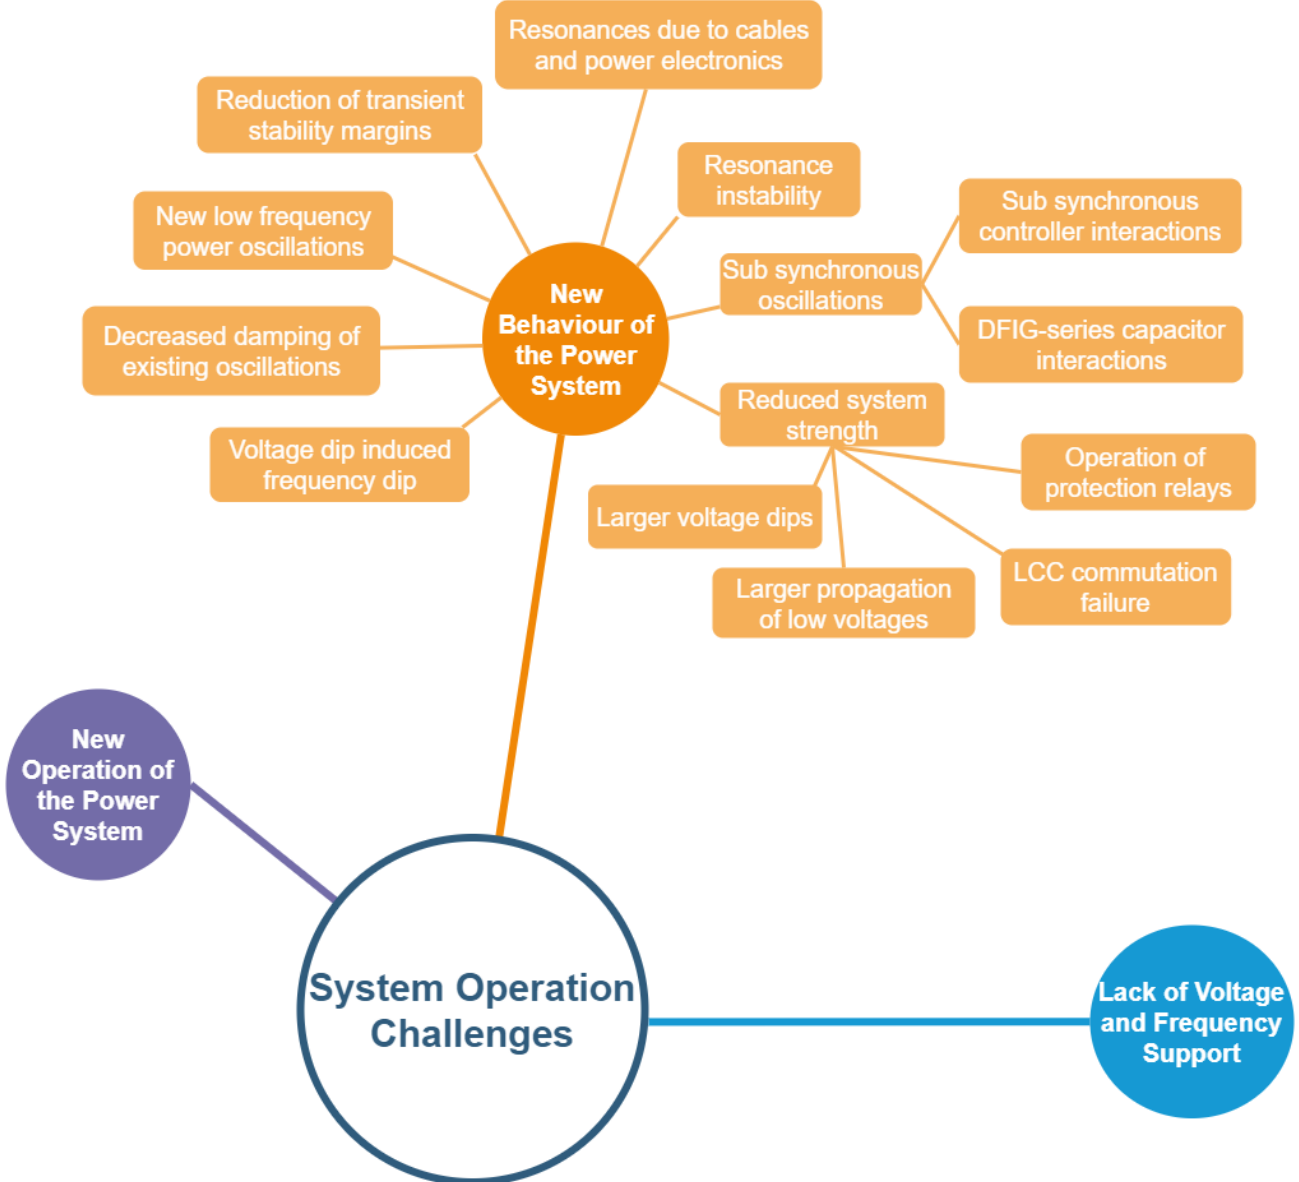 Resonances due to cables
and power electronics
Reduction of transient
stability margins
Resonance
instability
New low frequency
power oscillations
Sub synchronous
controller interactions
Sub synchronous
oscillations
New
Behaviour of
the Power
System
Decreased damping of
existing oscillations
DFIG-series capacitor
interactions
Reduced system
strength
Voltage dip induced
frequency dip
Operation of
protection relays
Larger voltage dips
LCC commutation
failure
Larger propagation
of low voltages
New
Operation of
the Power
System
System Operation
Challenges
Lack of Voltage
and Frequency
Support